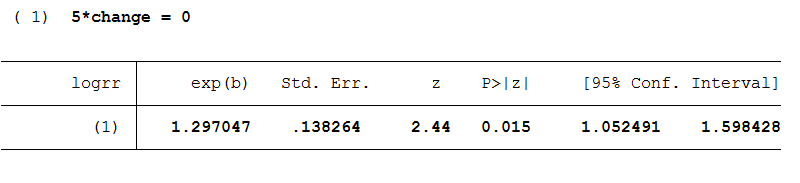 ( 1) 5*change = 0
logrr exp(b) Std. Err. z P>|z| [95% Conf. Interval]
(1) 1.297047 .138264 2.44 0.015 1.052491 1.598428